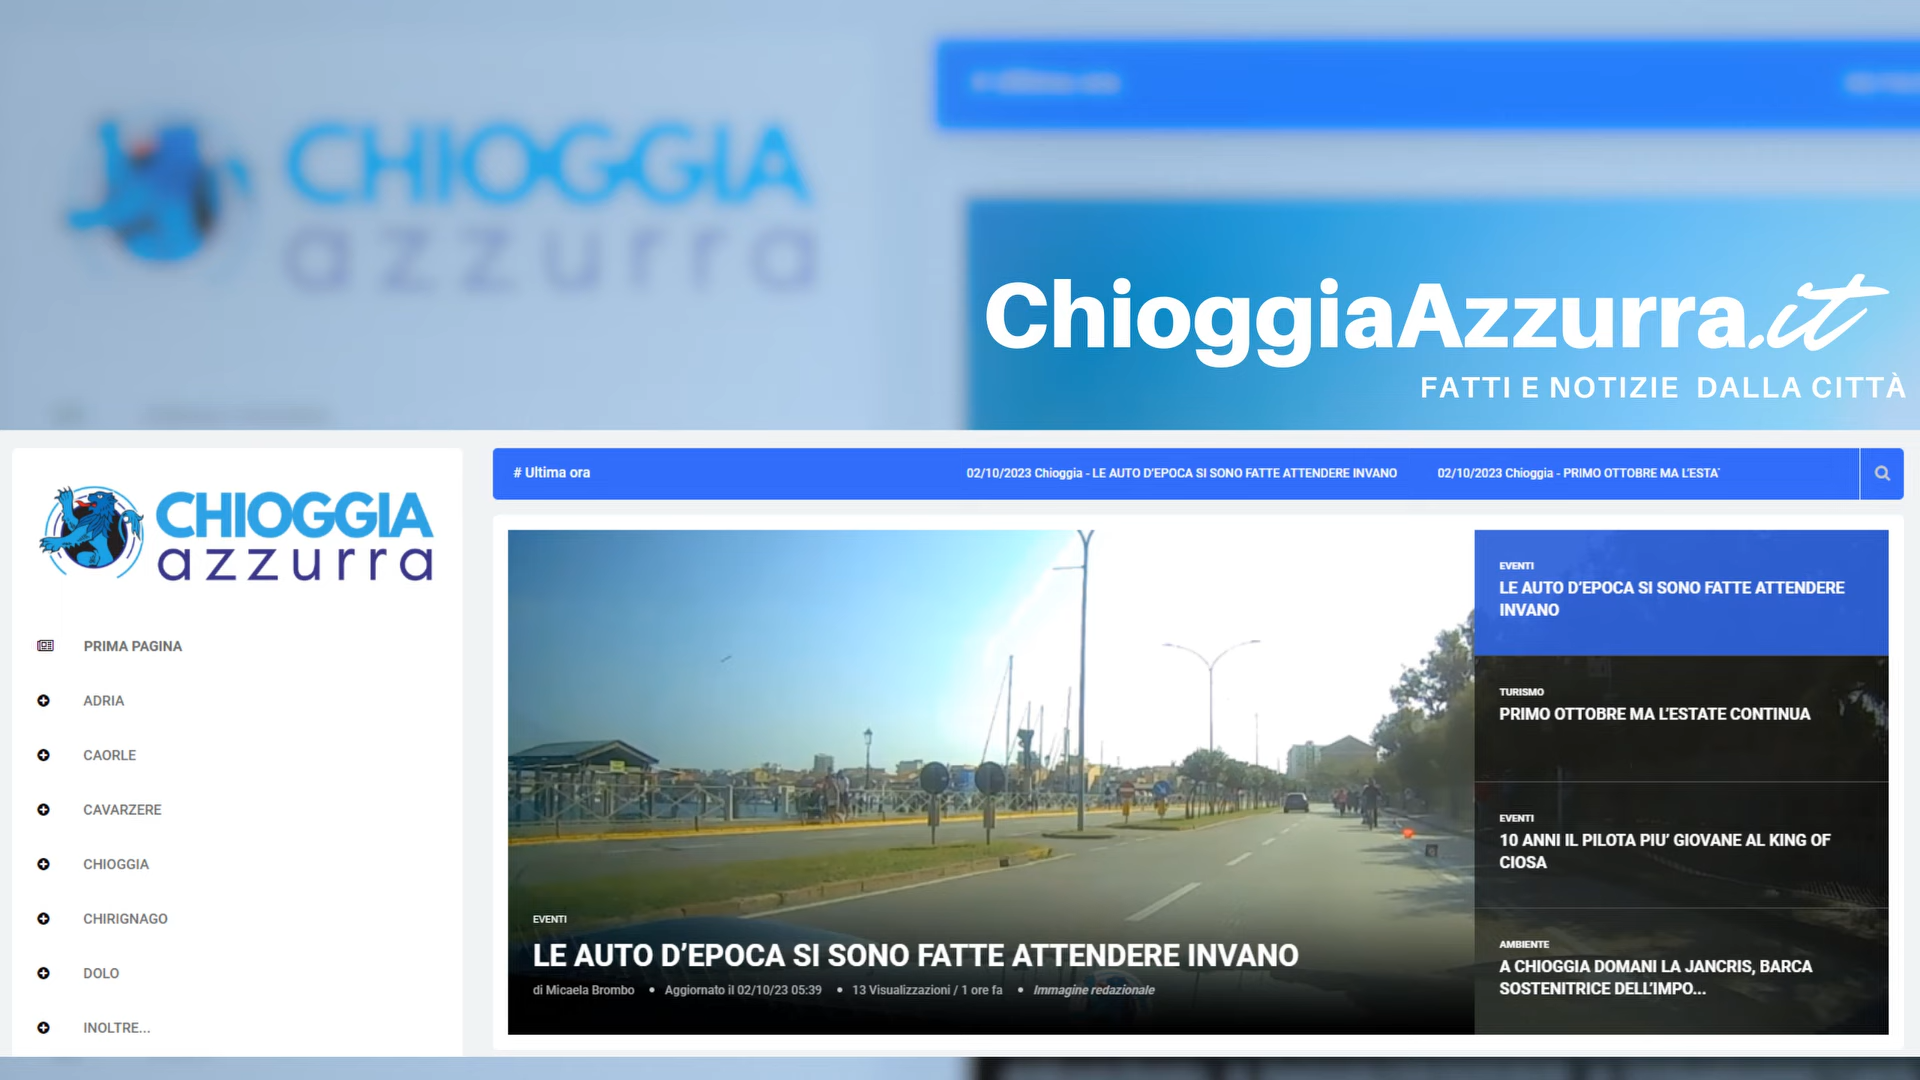 CHIOGGIA
azzurra
ChioggiaAzzurra.it
FATTI E NOTIZIE DALLA CITTÀ
CHIOGGIA
azzurra
PRIMA PAGINA
ADRIA
CAORLE
CAVARZERE
CHIOGGIA
CHIRIGNAGO
DOLO
INOLTRE...
# Ultima ora
02/10/2023 Chioggia - LE AUTO D'EPOCA SI SONO FATTE ATTENDERE INVANO
02/10/2023 Chioggia - PRIMO OTTOBRE MA L'ESTA
EVENTI
LE AUTO D'EPOCA SI SONO FATTE ATTENDERE INVANO
di Micaela Brombo • Aggiornato il 02/10/23 05:39 • 13 Visualizzazioni / 1 ore fa • Immagine redazionale
EVENTI
LE AUTO D'EPOCA SI SONO FATTE ATTENDERE
INVANO
TURISMO
PRIMO OTTOBRE MA L'ESTATE CONTINUA
EVENTI
10 ANNI IL PILOTA PIU' GIOVANE AL KING OF
CIOSA
AMBIENTE
A CHIOGGIA DOMANI LA JANCRIS, BARCA
SOSTENITRICE DELL'IMPO...